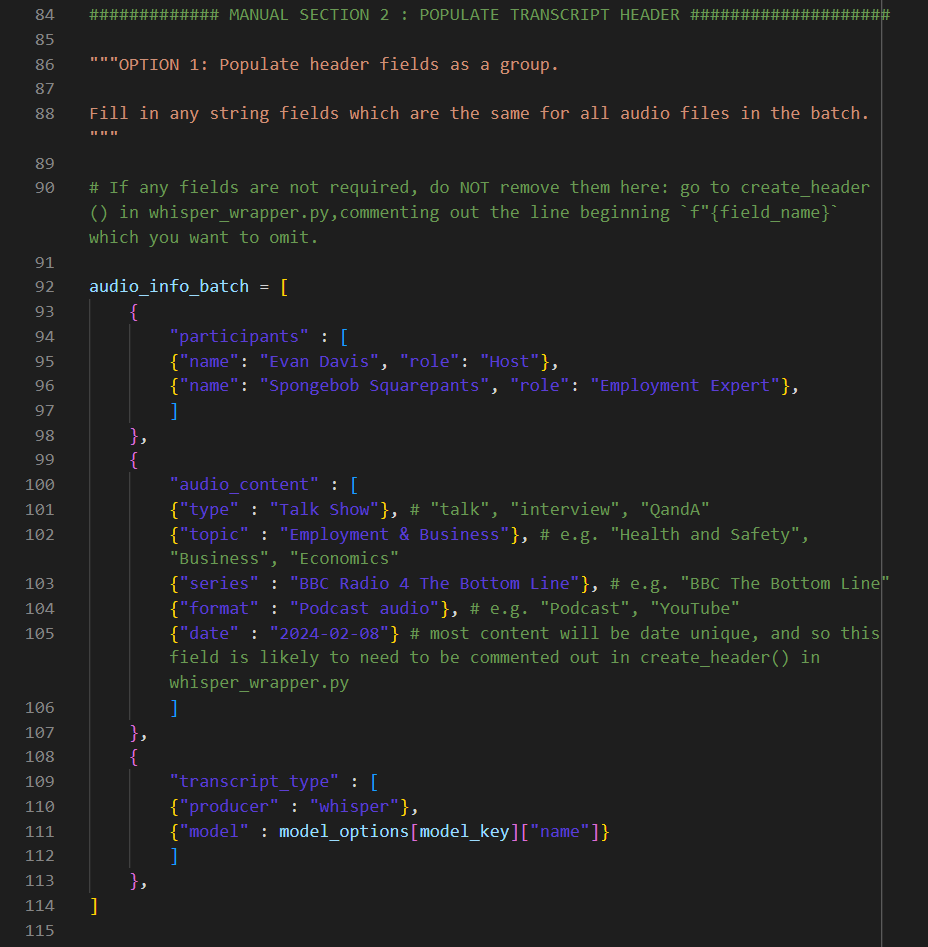 84 ############# MANUAL SECTION 2 : POPULATE TRANSCRIPT HEADER ####################
85
86 """OPTION 1: Populate header fields as a group.
87
88 Fill in any string fields which are the same for all audio files in the batch.
"""
89
90 # If any fields are not required, do NOT remove them here: go to create_header
() in whisper_wrapper.py,commenting out the line beginning `f"{field_name}`
which you want to omit.
91
92 audio_info_batch = [
93 {
94 "participants" : [
95 {"name": "Evan Davis", "role": "Host"},
96 {"name": "Spongebob Squarepants", "role": "Employment Expert"},
97 ]
98 },
99 {
100 "audio_content" : [
101 {"type" : "Talk Show"}, # "talk", "interview", "QandA"
102 {"topic" : "Employment & Business"}, # e.g. "Health and Safety",
"Business", "Economics"
103 {"series" : "BBC Radio 4 The Bottom Line"}, # e.g. "BBC The Bottom Line"
104 {"format" : "Podcast audio"}, # e.g. "Podcast", "YouTube"
105 {"date" : "2024-02-08"} # most content will be date unique, and so this
field is likely to need to be commented out in create_header() in
whisper_wrapper.py
106 ]
107 },
108 {
109 "transcript_type" : [
110 {"producer" : "whisper"},
111 {"model" : model_options[model_key]["name"]}
112 ]
113 },
114 ]
115